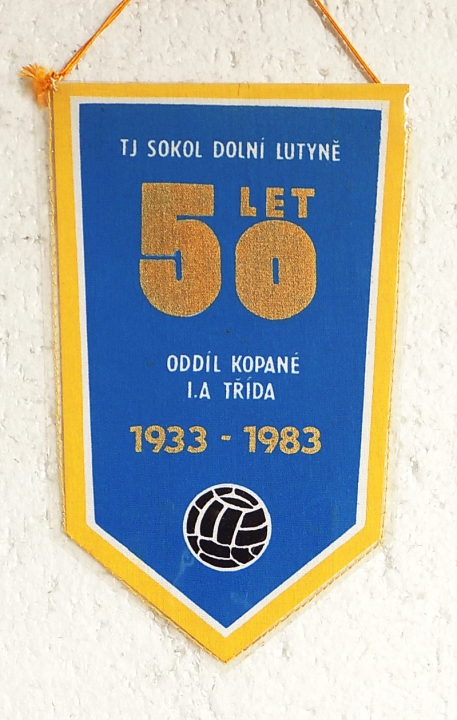 TJ SOKOL DOLNÍ LUTYNĚ
50 LET
ODDÍL KOPANÉ
I.A TŘÍDA
1933 - 1983